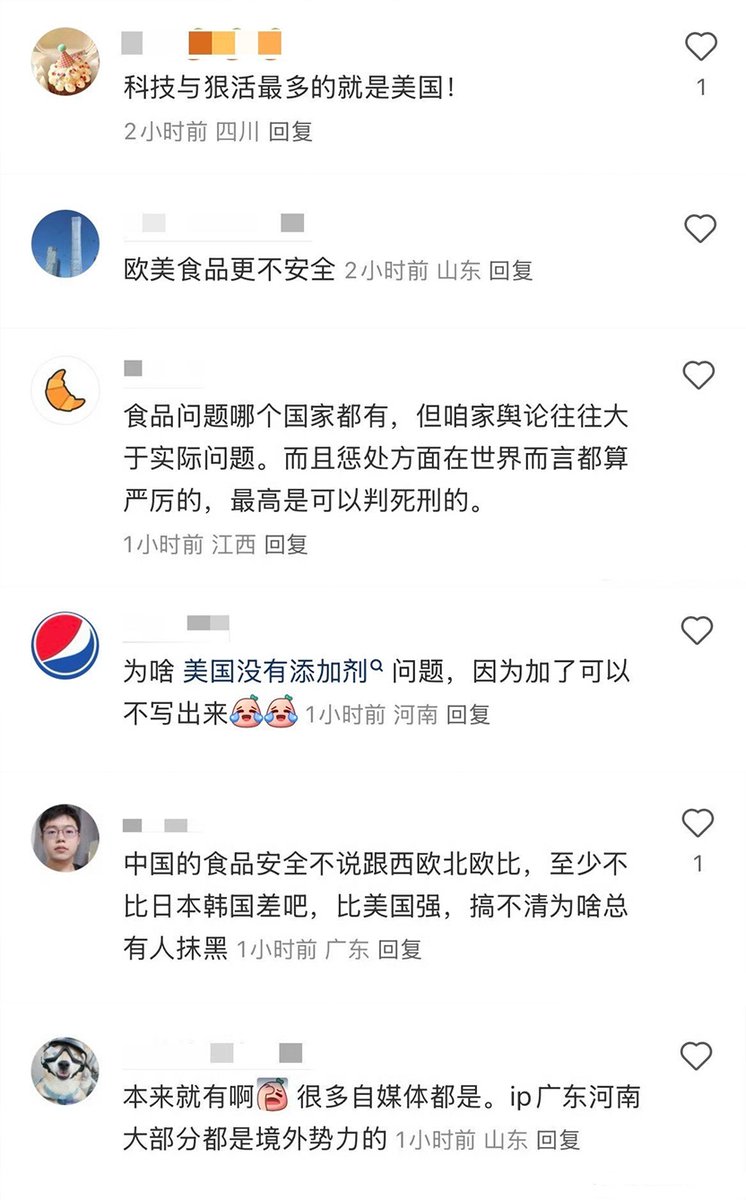 科技与狠活最多的就是美国！
1
2小时前 四川 回复
欧美食品更不安全 2小时前 山东 回复
食品问题哪个国家都有，但咱家舆论往往大
于实际问题。而且惩处方面在世界而言都算
严厉的，最高是可以判死刑的。
1小时前 江西 回复
为啥 美国没有添加剂 问题，因为加了可以
不写出来 1小时前 河南 回复
中国的食品安全不说跟西欧北欧比，至少不
1
比日本韩国差吧，比美国强，搞不清为啥总
有人抹黑 1小时前 广东 回复
本来就有啊 很多自媒体都是。ip广东河南
大部分都是境外势力的 1小时前 山东 回复